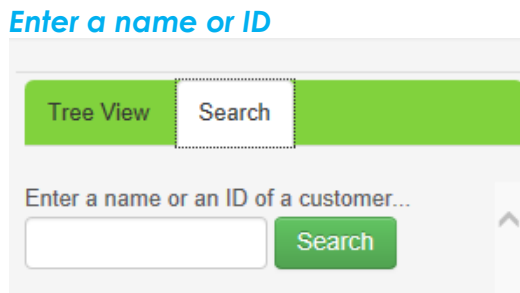 Enter a name or ID
Tree View Search
Enter a name or an ID of a customer...
Search